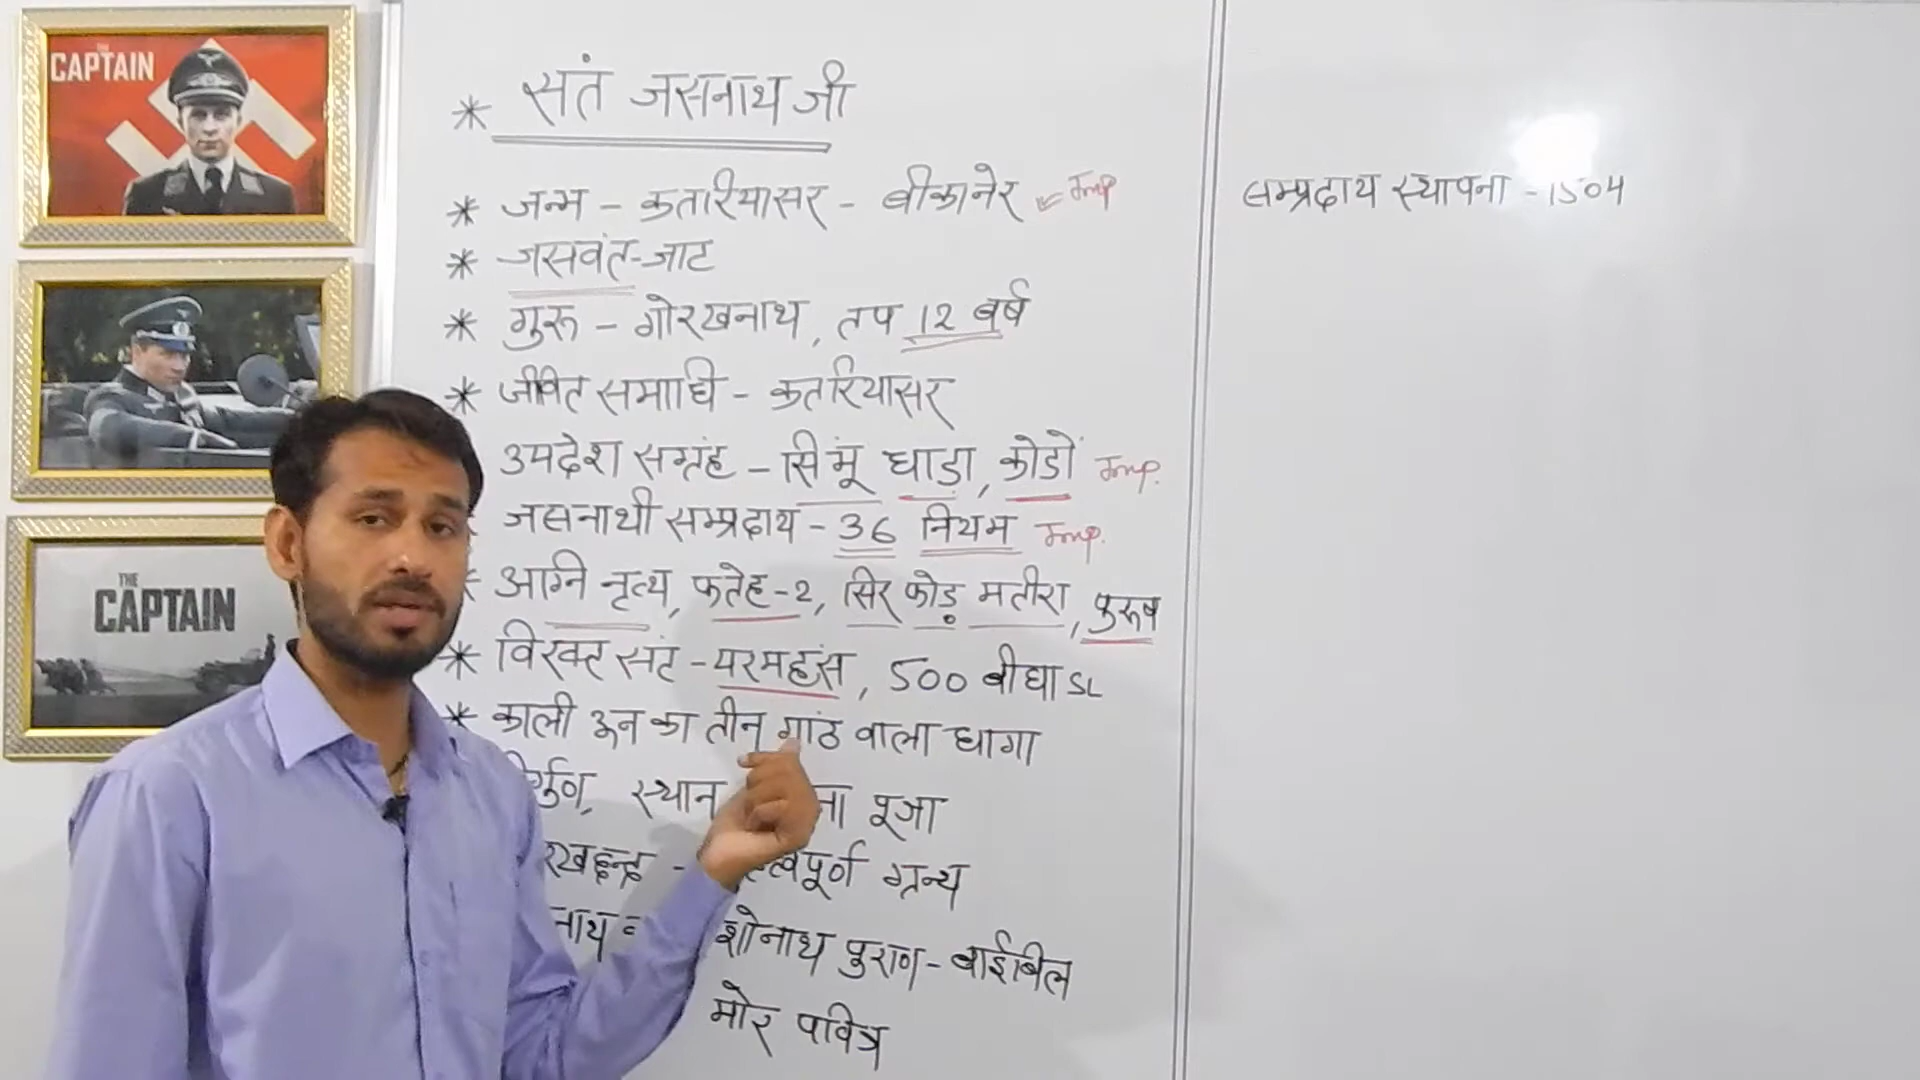 THE
CAPTAIN
THE
CAPTAIN
* संत जसनाथ जी
* जन्म - कतरियासर - बीकानेर Imp
* जसवंत-जाट
* गुरू - गोरखनाथ, तप 12 वर्ष
* जीवित समाधि - कतरियासर
उपदेश संग्रह - सिंमू धाडा, कोडों Imp.
* जसनाथी सम्प्रदाय - 36 नियम Imp.
* अग्नि नृत्य, फतेह-2, सिर फोड़ मतीरा, पुरूष
* विरक्त संत - परमहंस, 500 बीघा SL
* काली ऊन का तीन गांठ वाला धागा
स्थान पूजा
ग्रन्थ
पुराण - बाईबिल
मोर पवित्र
सम्प्रदाय स्थापना - 1504